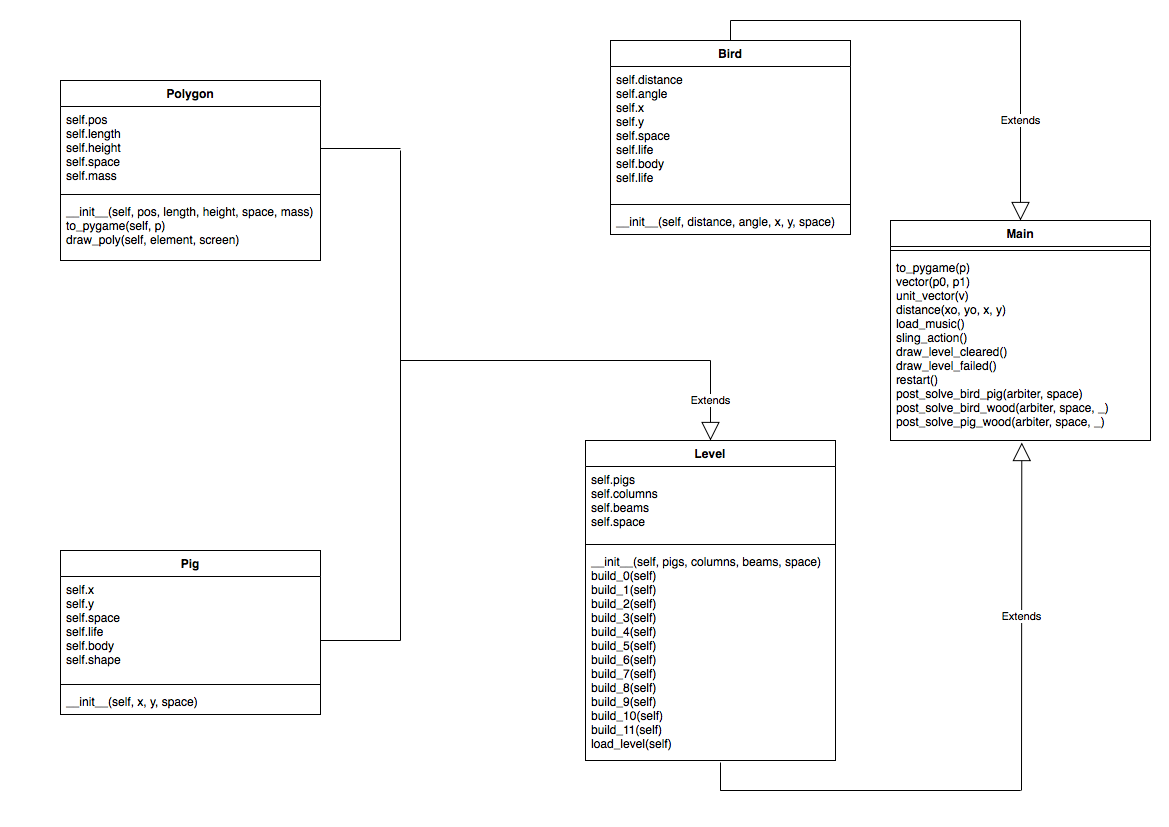 Bird
self.distance
self.angle
self.x
self.y
self.space
self.life
self.body
self.life
__init__(self, distance, angle, x, y, space)
Polygon
self.pos
self.length
self.height
self.space
self.mass
__init__(self, pos, length, height, space, mass)
to_pygame(self, p)
draw_poly(self, element, screen)
Extends
Main
to_pygame(p)
vector(p0, p1)
unit_vector(v)
distance(xo, yo, x, y)
load_music()
sling_action()
draw_level_cleared()
draw_level_failed()
restart()
post_solve_bird_pig(arbiter, space)
post_solve_bird_wood(arbiter, space, _)
post_solve_pig_wood(arbiter, space, _)
Extends
Level
self.pigs
self.columns
self.beams
self.space
__init__(self, pigs, columns, beams, space)
build_0(self)
build_1(self)
build_2(self)
build_3(self)
build_4(self)
build_5(self)
build_6(self)
build_7(self)
build_8(self)
build_9(self)
build_10(self)
build_11(self)
load_level(self)
Pig
self.x
self.y
self.space
self.life
self.body
self.shape
__init__(self, x, y, space)
Extends